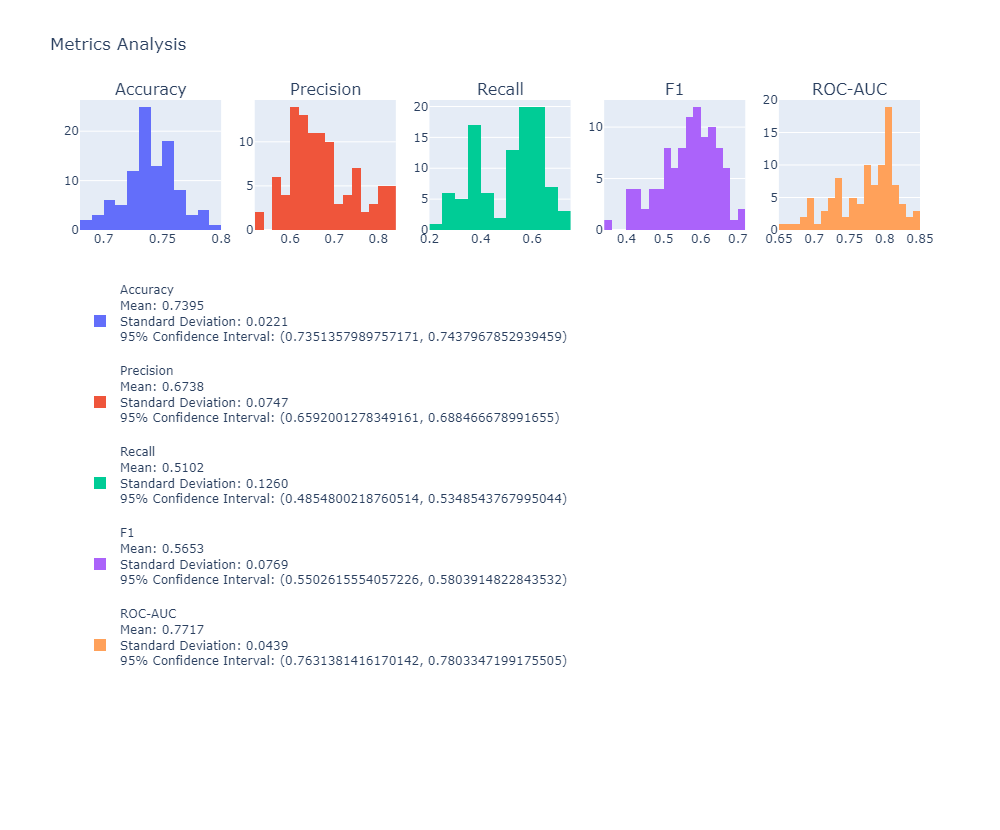 Metrics Analysis
Accuracy Precision Recall F1 ROC-AUC
20
10
0
0.7 0.75 0.8
10
5
0
0.6 0.7 0.8
20
15
10
5
0
0.2 0.4 0.6
10
5
0
0.4 0.5 0.6 0.7
20
15
10
5
0
0.65 0.7 0.75 0.8 0.85
Accuracy
Mean: 0.7395
Standard Deviation: 0.0221
95% Confidence Interval: (0.7351357989757171, 0.7437967852939459)
Precision
Mean: 0.6738
Standard Deviation: 0.0747
95% Confidence Interval: (0.6592001278349161, 0.688466678991655)
Recall
Mean: 0.5102
Standard Deviation: 0.1260
95% Confidence Interval: (0.4854800218760514, 0.5348543767995044)
F1
Mean: 0.5653
Standard Deviation: 0.0769
95% Confidence Interval: (0.5502615554057226, 0.5803914822843532)
ROC-AUC
Mean: 0.7717
Standard Deviation: 0.0439
95% Confidence Interval: (0.7631381416170142, 0.7803347199175505)